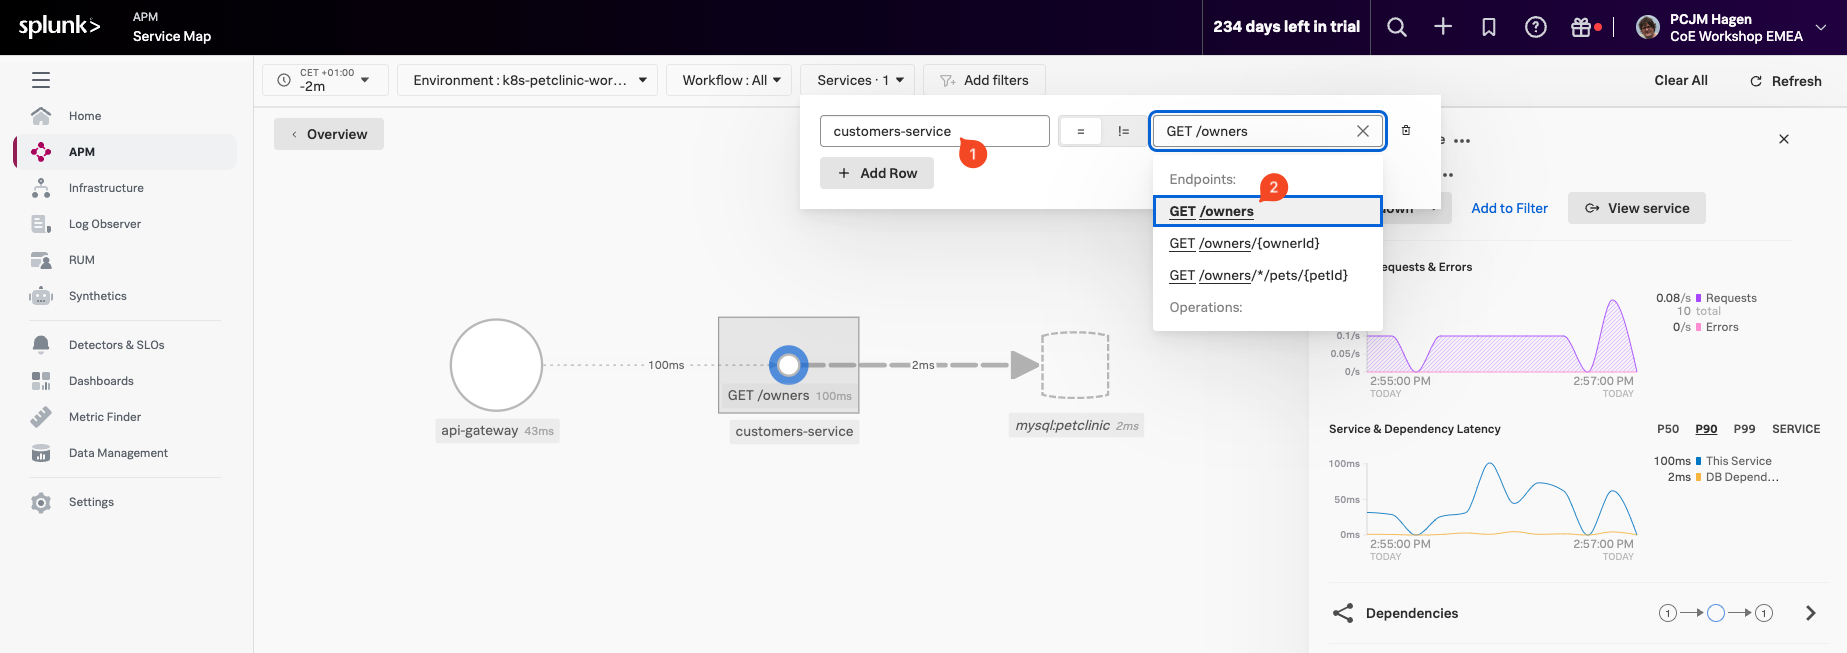 splunk>
APM
Service Map
234 days left in trial
PCJM Hagen
CoE Workshop EMEA
Home
APM
Infrastructure
Log Observer
RUM
Synthetics
Detectors & SLOs
Dashboards
Metric Finder
Data Management
Settings
CET +01:00
-2m
Environment : k8s-petclinic-wor...
Workflow : All
Services · 1
Add filters
Clear All
Refresh
‹ Overview
customers-service
=
!=
GET /owners
1
+ Add Row
Endpoints:
2
GET /owners
GET /owners/{ownerId}
GET /owners/*/pets/{petId}
Operations:
Add to Filter
View service
100ms
2ms
GET /owners 100ms
api-gateway 43ms
customers-service
mysql:petclinic 2ms
equests & Errors
0.08/s Requests
10 total
0/s Errors
0.1/s
0.05/s
0/s
2:55:00 PM
TODAY
2:57:00 PM
TODAY
Service & Dependency Latency
P50 P90 P99 SERVICE
100ms This Service
2ms DB Depend...
100ms
50ms
0ms
2:55:00 PM
TODAY
2:57:00 PM
TODAY
Dependencies
1
1